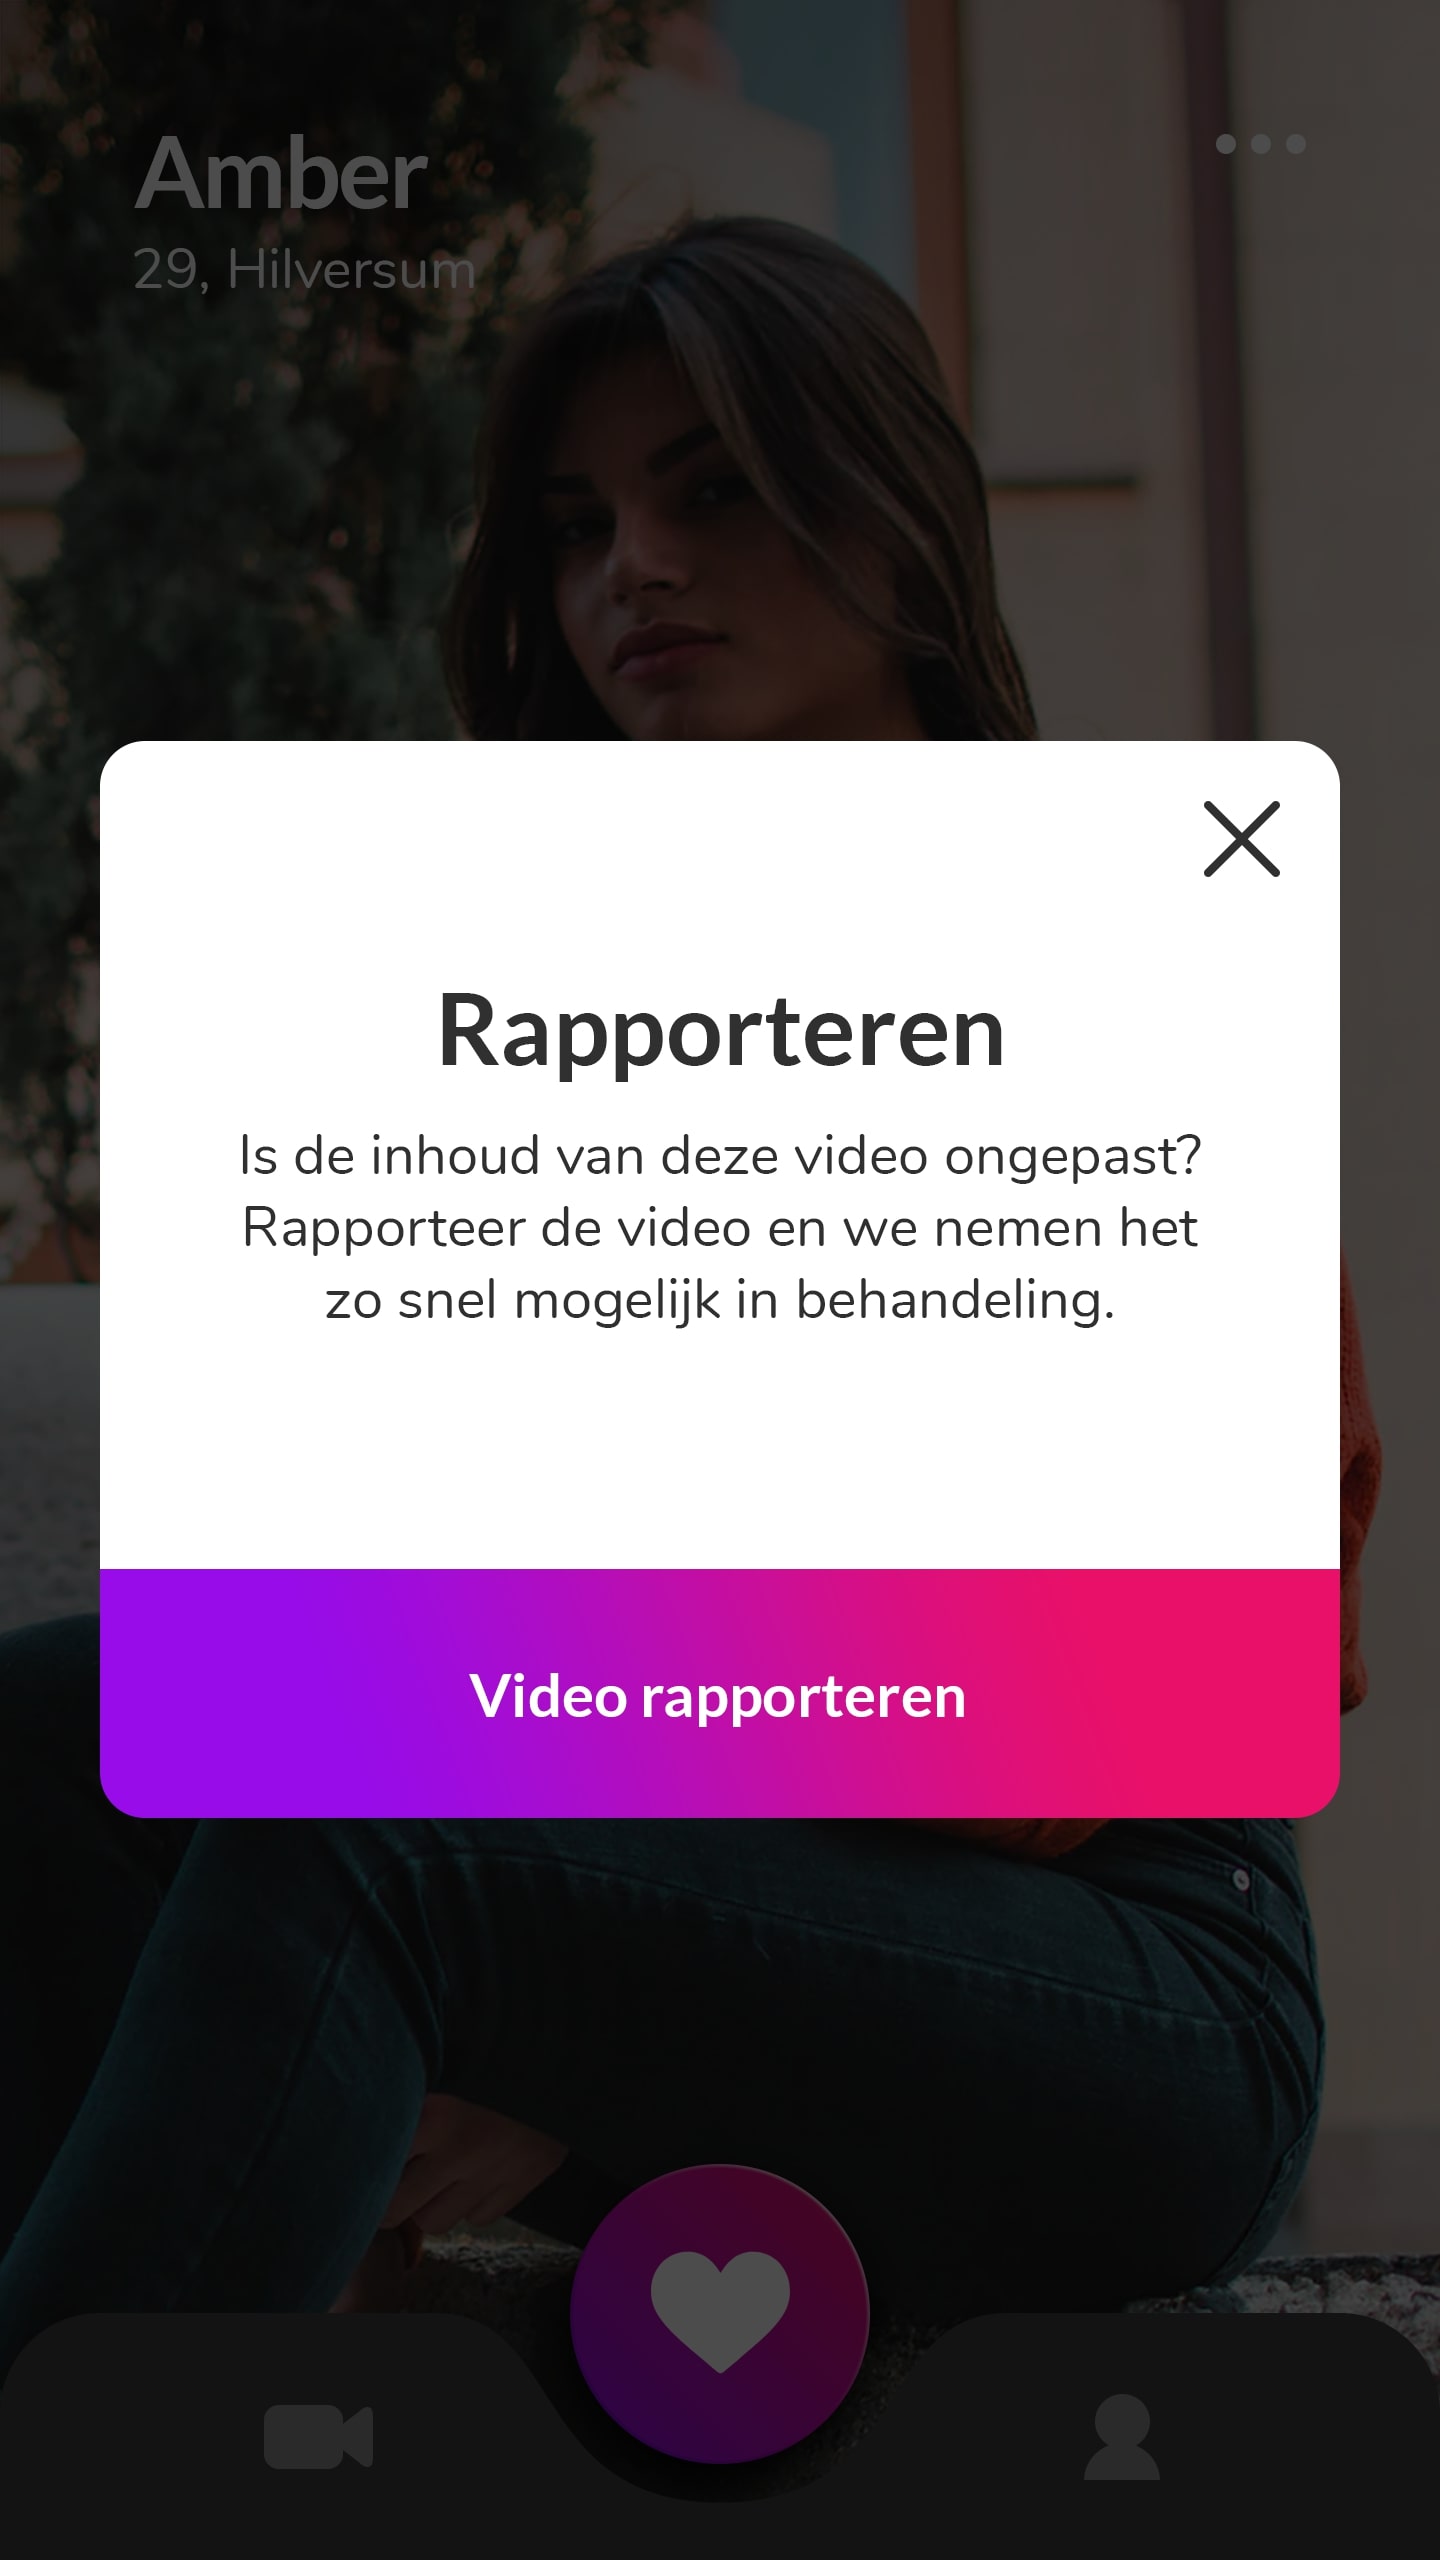 Amber
29, Hilversum
Rapporteren
Is de inhoud van deze video ongepast?
Rapporteer de video en we nemen het
zo snel mogelijk in behandeling.
Video rapporteren